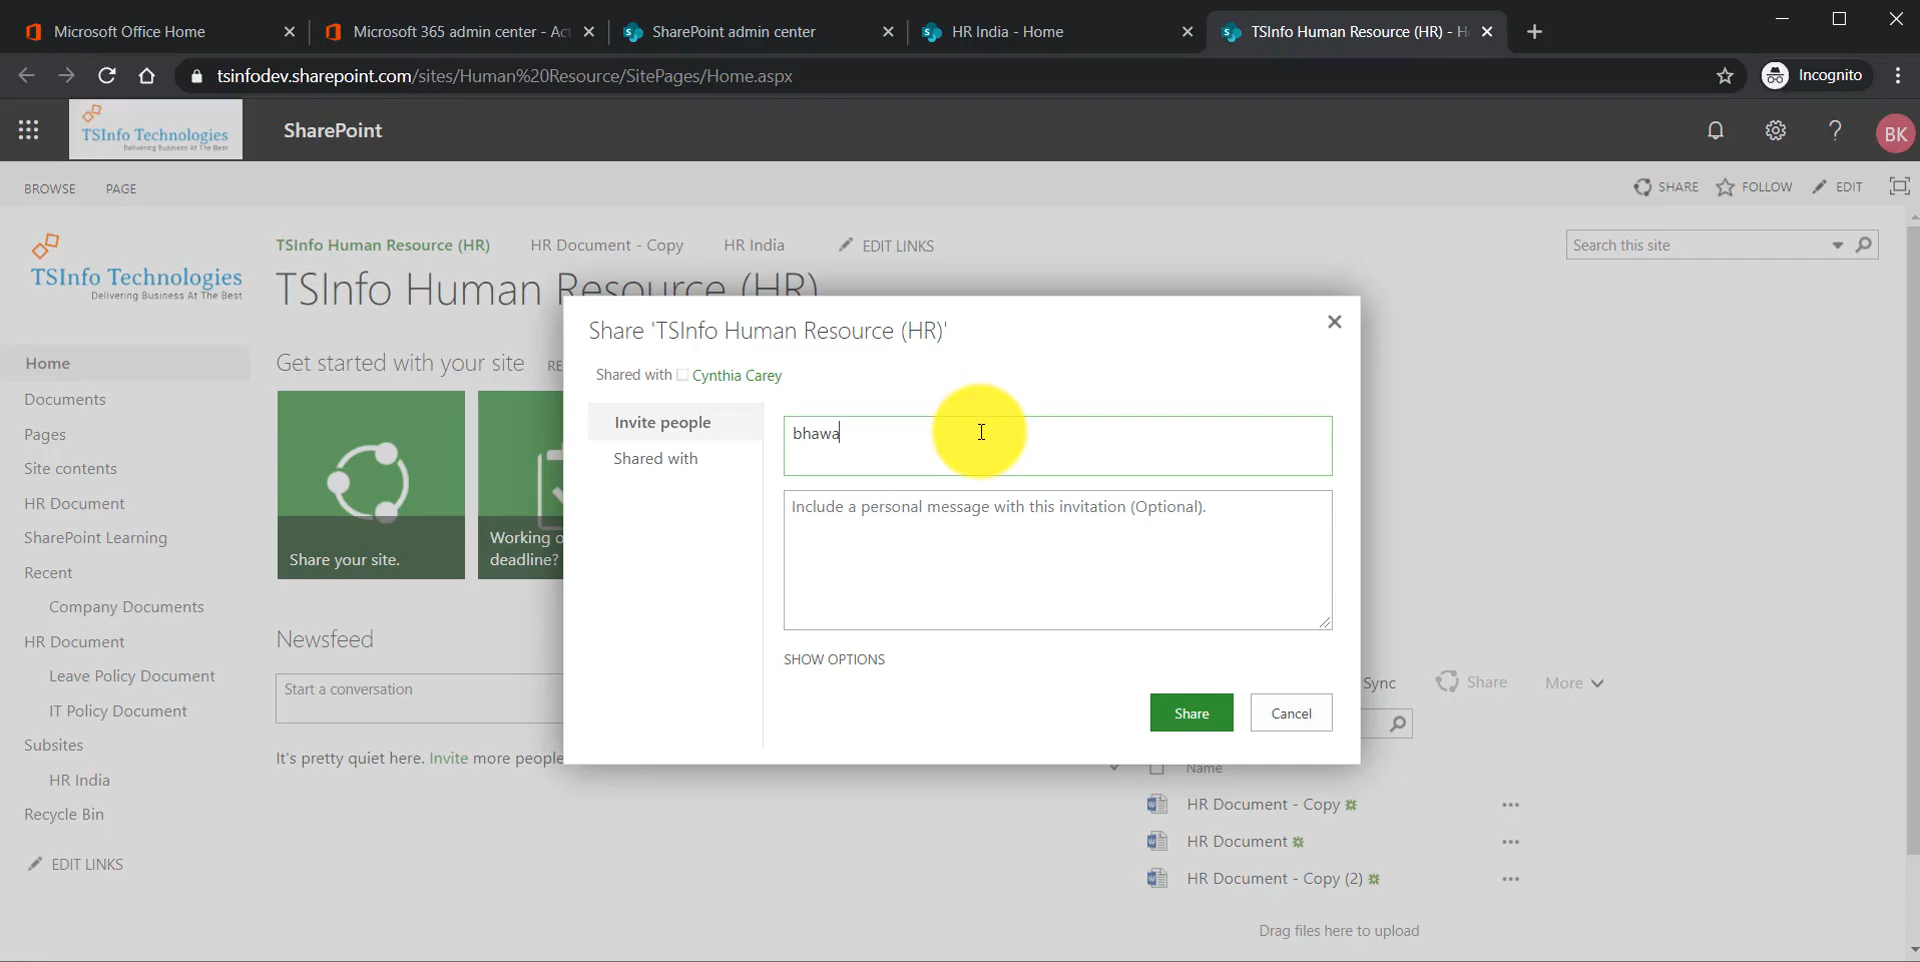 Microsoft Office Home
Microsoft 365 admin center - Act
SharePoint admin center
HR India - Home
TSInfo Human Resource (HR) - H
tsinfodev.sharepoint.com/sites/Human%20Resource/SitePages/Home.aspx
Incognito
TSInfo Technologies
Delivering Business At The Best
SharePoint
BK
BROWSE
PAGE
SHARE
FOLLOW
EDIT
TSInfo Technologies
Delivering Business At The Best
TSInfo Human Resource (HR)
HR Document - Copy
HR India
EDIT LINKS
Search this site
TSInfo Human Resource (HR)
Home
Documents
Pages
Site contents
HR Document
SharePoint Learning
Recent
Company Documents
HR Document
Leave Policy Document
IT Policy Document
Subsites
HR India
Recycle Bin
EDIT LINKS
Get started with your site
RE
Share your site.
Working o
deadline?
Newsfeed
Start a conversation
It's pretty quiet here. Invite more people
Share 'TSInfo Human Resource (HR)'
Shared with Cynthia Carey
Invite people
Shared with
bhawa
Include a personal message with this invitation (Optional).
SHOW OPTIONS
Share
Cancel
Sync
Share
More
Name
HR Document - Copy
HR Document
HR Document - Copy (2)
Drag files here to upload